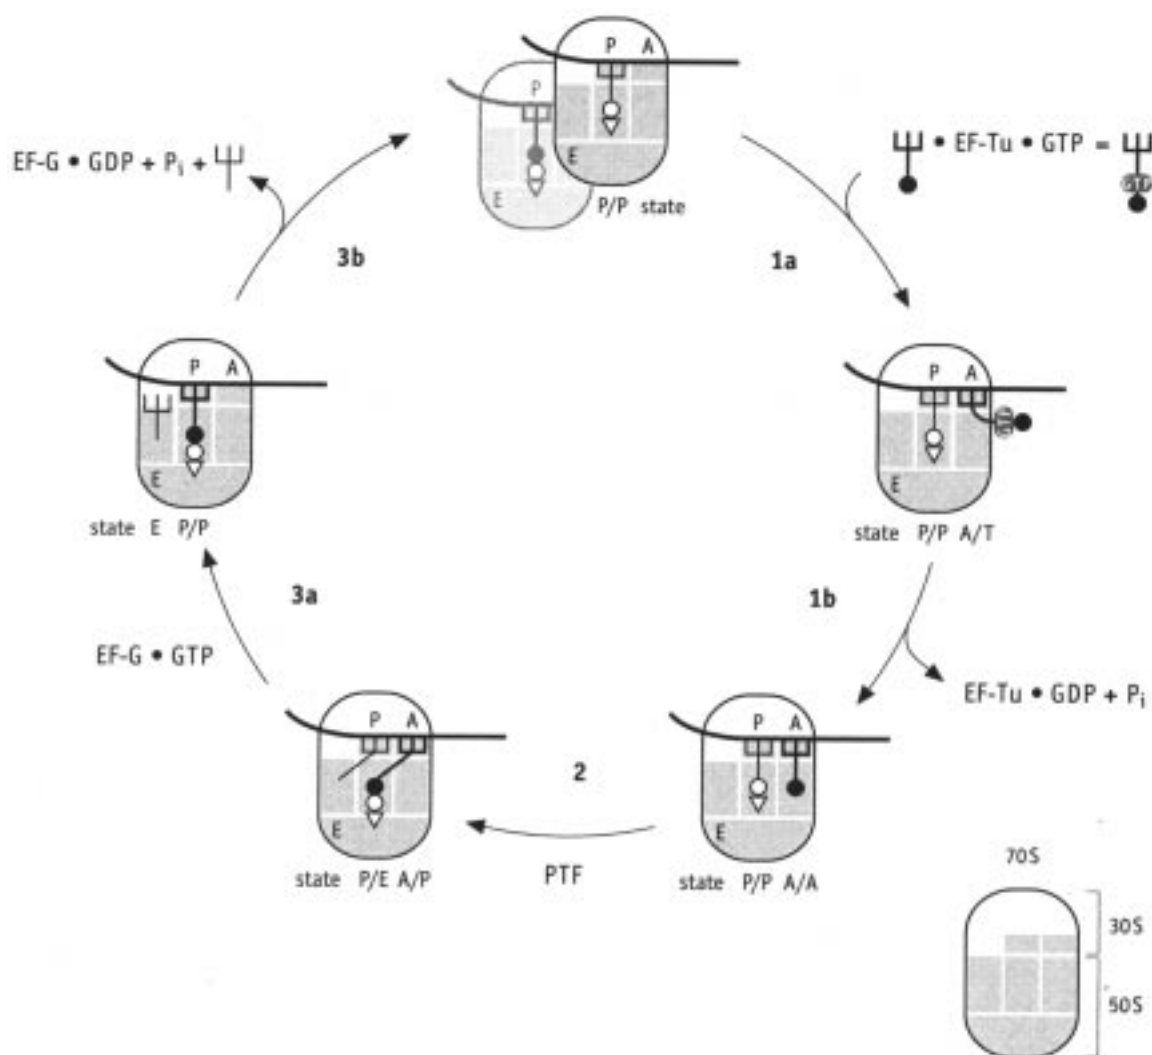 P A
P
E
E
P/P state
EF-G • GDP + Pi +
• EF-Tu • GTP =
3b
1a
P A
E
state E P/P
P A
E
state P/P A/T
3a
1b
EF-G • GTP
EF-Tu • GDP + Pi
P A
E
state P/E A/P
2
PTF
P A
E
state P/P A/A
70S
30S
50S